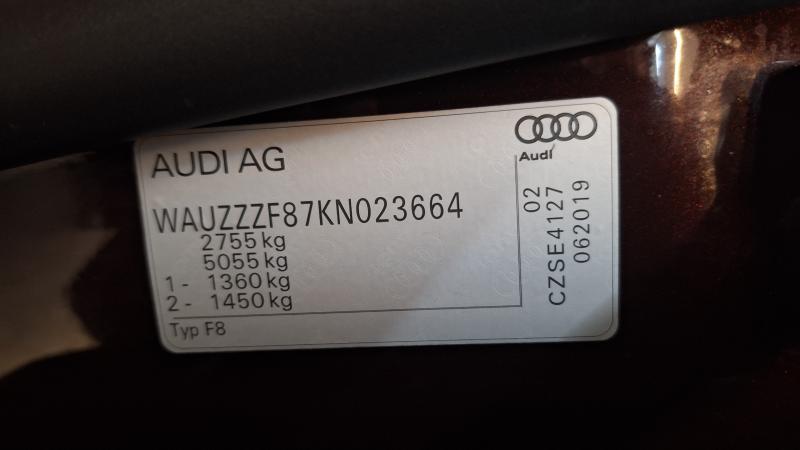 AUDI AG
Audi
WAUZZZF87KN023664
2755 kg
5055 kg
1 - 1360 kg
2 - 1450 kg
Typ F8
02
CZSE4127
062019